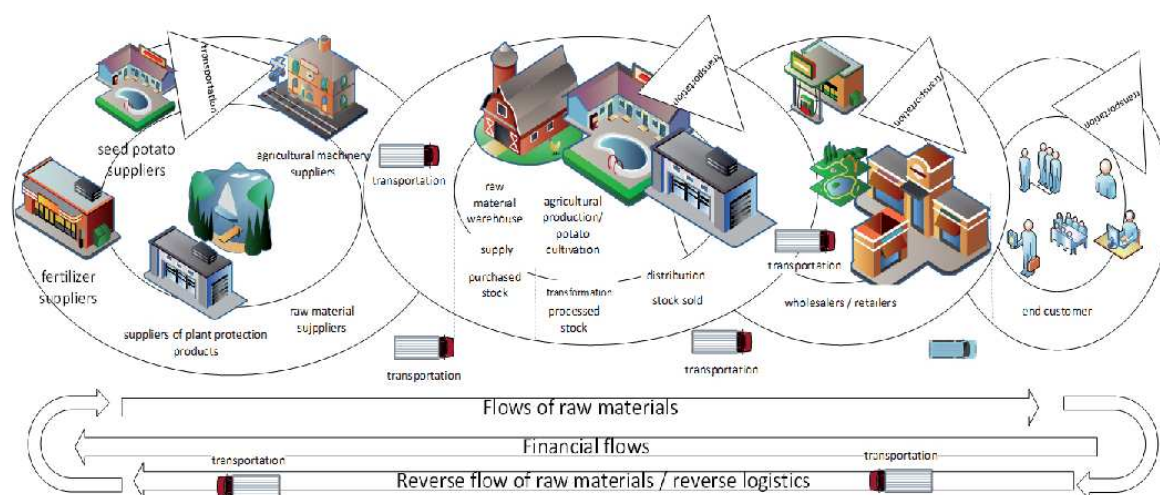 transportation
seed potato
suppliers
agricultural machinery
suppliers
fertilizer
suppliers
suppliers of plant protection
products
raw material
sujppliers
transportation
transportation
raw
material
warehouse
supply
purchased
stock
agricultural
production/
potato
cultivation
transformation
processed
stock
transportation
distribution
stock sold
transportation
transportation
transportation
wholesalers / retailers
transportation
end customer
Flows of raw materials
Financial flows
transportation
transportation
Reverse flow of raw materials / reverse logistics